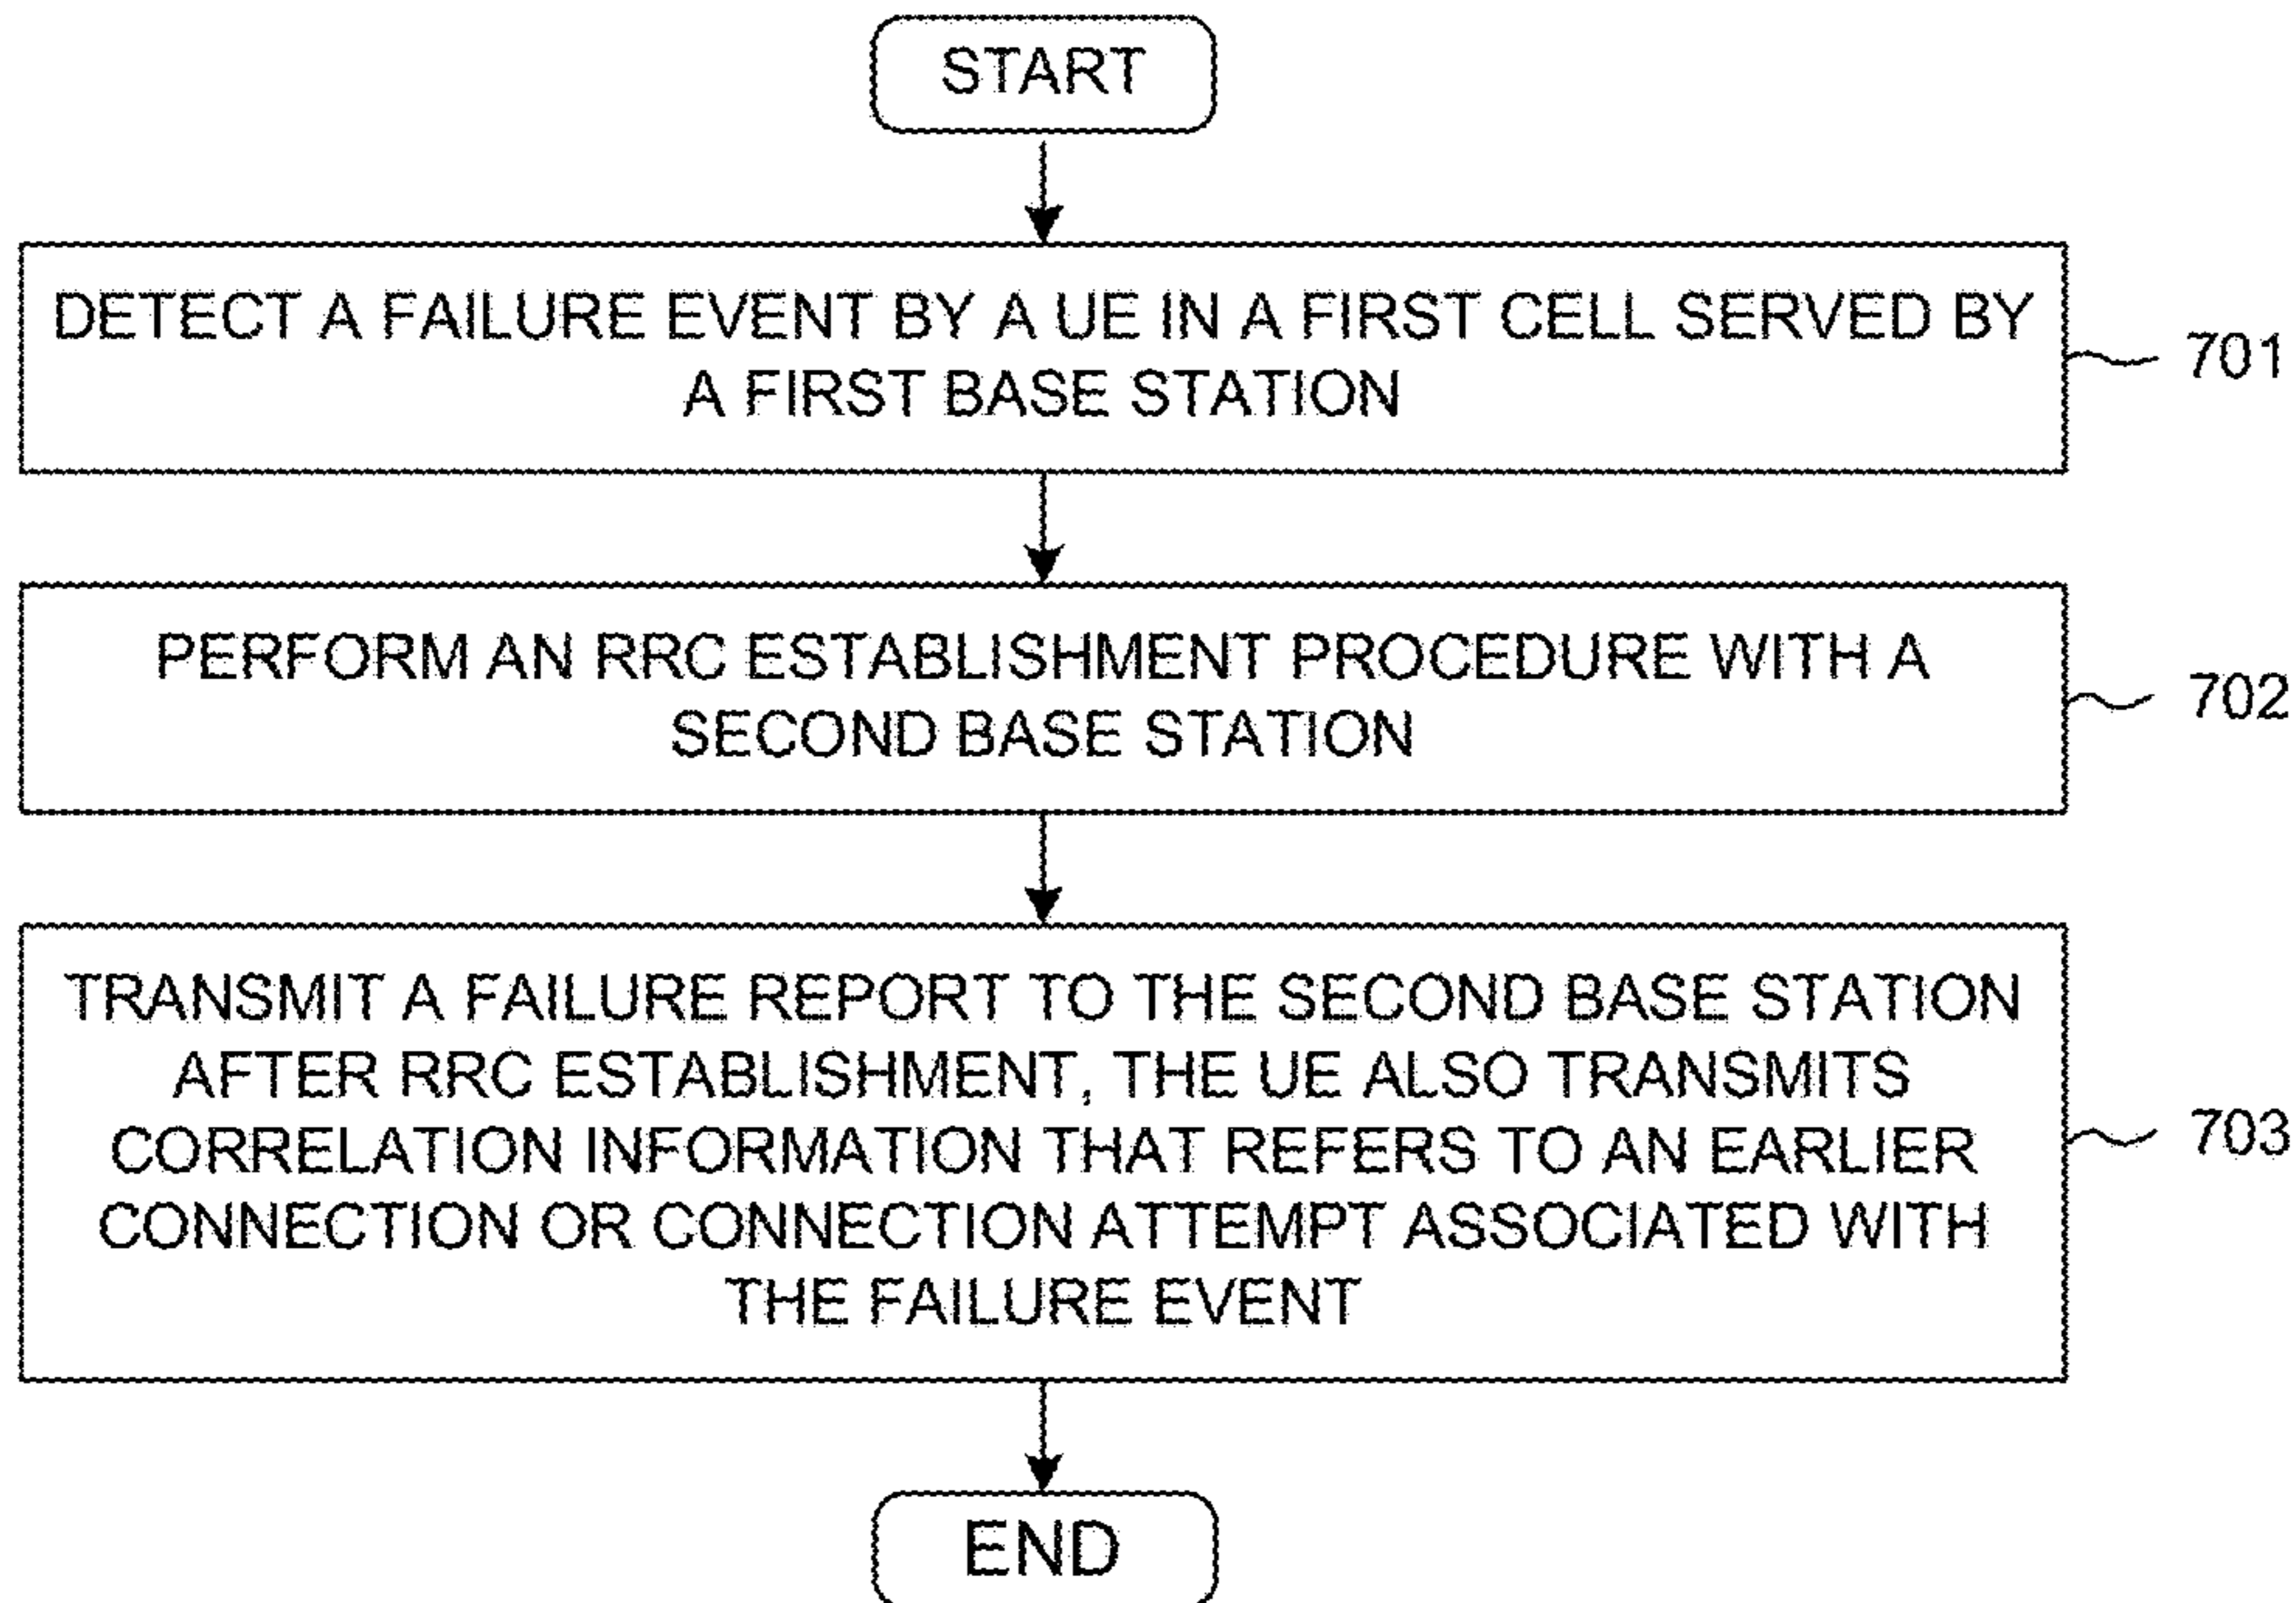 START
DETECT A FAILURE EVENT BY A UE IN A FIRST CELL SERVED BY
A FIRST BASE STATION
701
PERFORM AN RRC ESTABLISHMENT PROCEDURE WITH A
SECOND BASE STATION
702
TRANSMIT A FAILURE REPORT TO THE SECOND BASE STATION
AFTER RRC ESTABLISHMENT, THE UE ALSO TRANSMITS
CORRELATION INFORMATION THAT REFERS TO AN EARLIER
CONNECTION OR CONNECTION ATTEMPT ASSOCIATED WITH
THE FAILURE EVENT
703
END